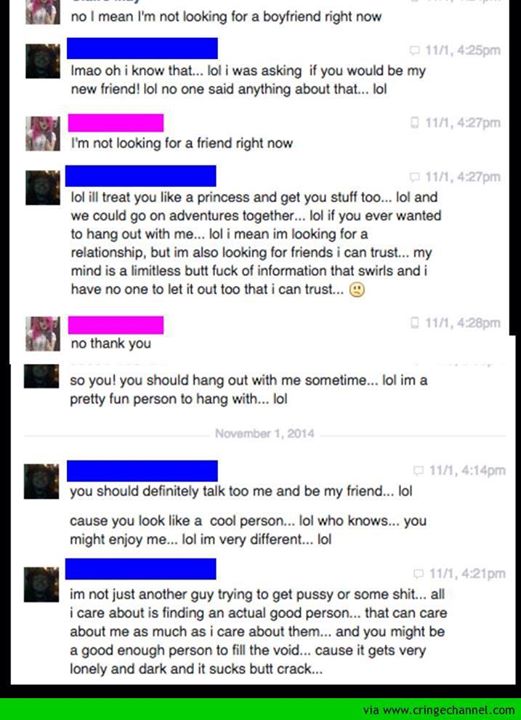 no I mean I'm not looking for a boyfriend right now
11/1, 4:25pm
lmao oh i know that... lol i was asking if you would be my
new friend! lol no one said anything about that... lol
11/1, 4:27pm
I'm not looking for a friend right now
11/1, 4:27pm
lol ill treat you like a princess and get you stuff too... lol and
we could go on adventures together... lol if you ever wanted
to hang out with me... lol i mean im looking for a
relationship, but im also looking for friends i can trust... my
mind is a limitless butt fuck of information that swirls and i
have no one to let it out too that i can trust...
11/1, 4:28pm
no thank you
so you! you should hang out with me sometime... lol im a
pretty fun person to hang with... lol
November 1, 2014
11/1, 4:14pm
you should definitely talk too me and be my friend... lol
cause you look like a cool person... lol who knows... you
might enjoy me... lol im very different... lol
11/1, 4:21pm
im not just another guy trying to get pussy or some shit... all
i care about is finding an actual good person... that can care
about me as much as i care about them... and you might be
a good enough person to fill the void... cause it gets very
lonely and dark and it sucks butt crack...
via www.cringechannel.com